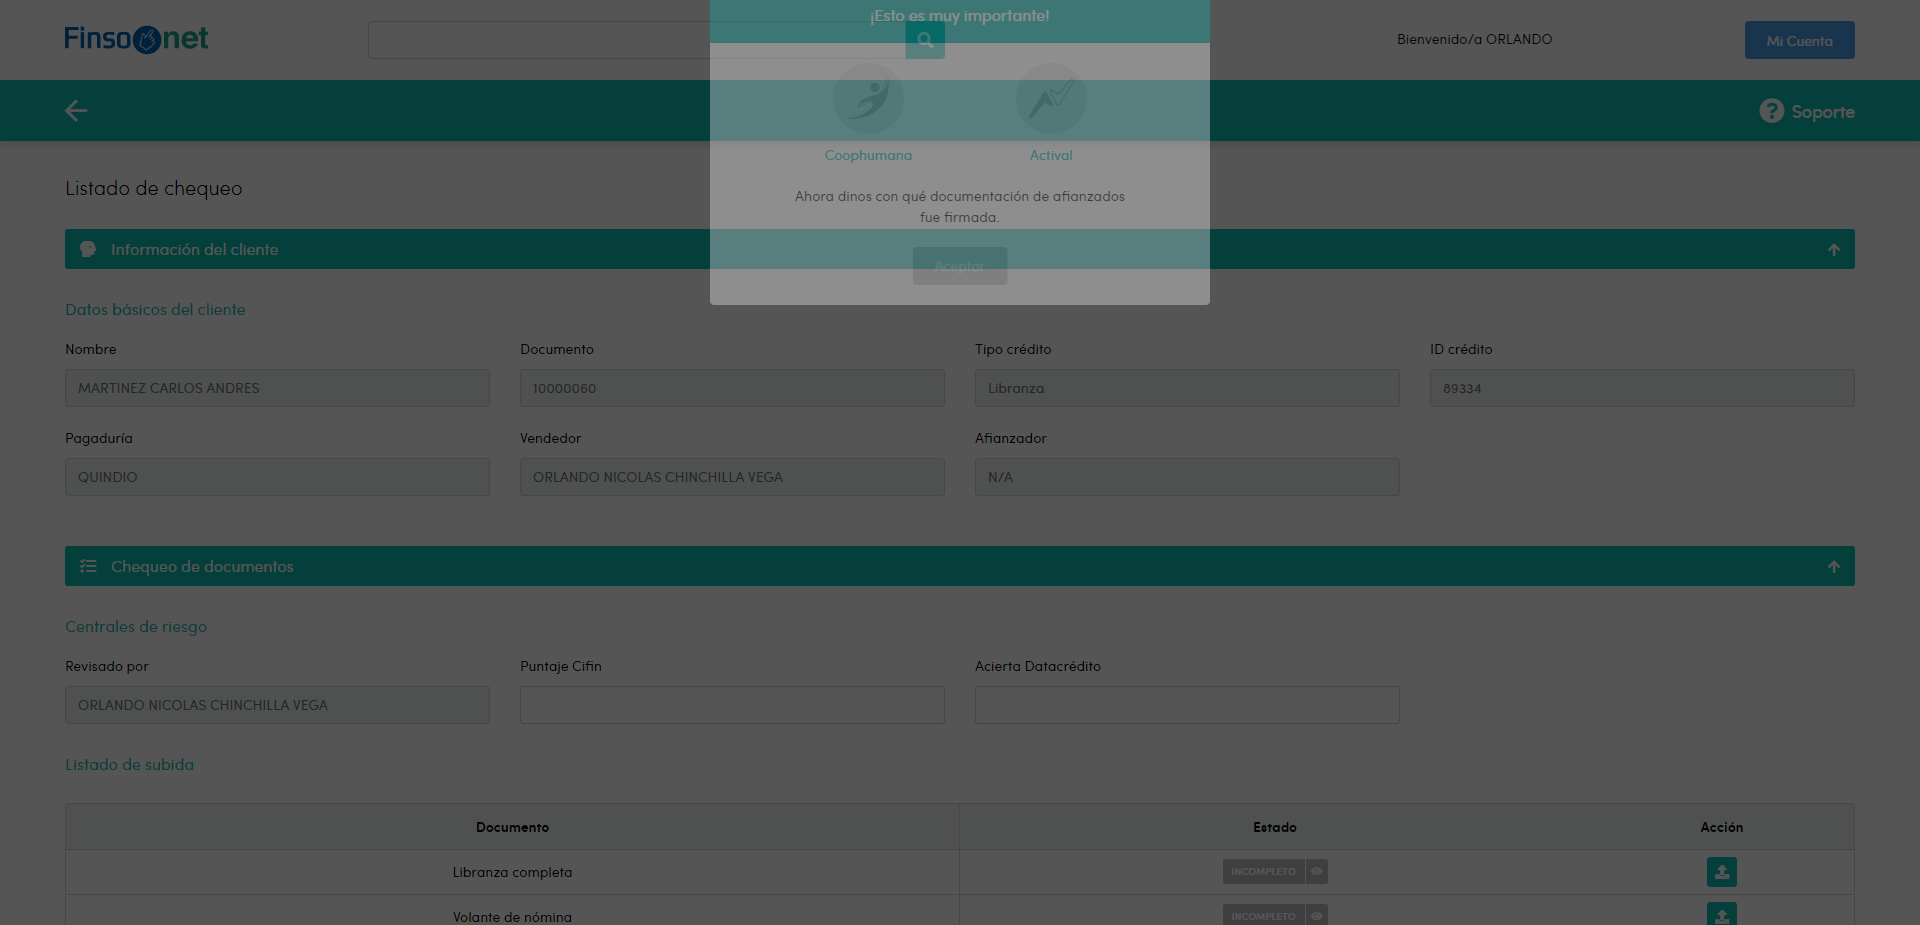 ¡Esto es muy importante!
Finsonet
Bienvenido/a ORLANDO
Mi Cuenta
Soporte
Coophumana
Actival
Ahora dinos con qué documentación de afianzados
fue firmada.
Aceptar
Listado de chequeo
Información del cliente
Datos básicos del cliente
Nombre
Documento
Tipo crédito
ID crédito
MARTINEZ CARLOS ANDRES
10000060
Libranza
89334
Pagaduría
Vendedor
Afianzador
QUINDIO
ORLANDO NICOLAS CHINCHILLA VEGA
N/A
Chequeo de documentos
Centrales de riesgo
Revisado por
Puntaje Cifin
Acierta Datacrédito
ORLANDO NICOLAS CHINCHILLA VEGA
Listado de subida
Documento
Estado
Acción
Libranza completa
INCOMPLETO
Volante de nómina
INCOMPLETO